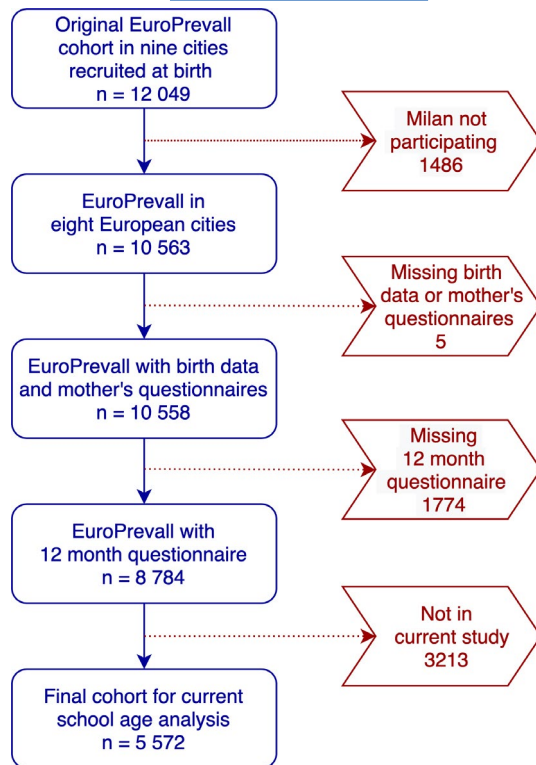 Original EuroPrevall
cohort in nine cities
recruited at birth
n = 12 049
Milan not
participating
1486
EuroPrevall in
eight European cities
n = 10 563
Missing birth
data or mother's
questionnaires
5
EuroPrevall with birth data
and mother's questionnaires
n = 10 558
Missing
12 month
questionnaire
1774
EuroPrevall with
12 month questionnaire
n = 8 784
Not in
current study
3213
Final cohort for current
school age analysis
n = 5 572